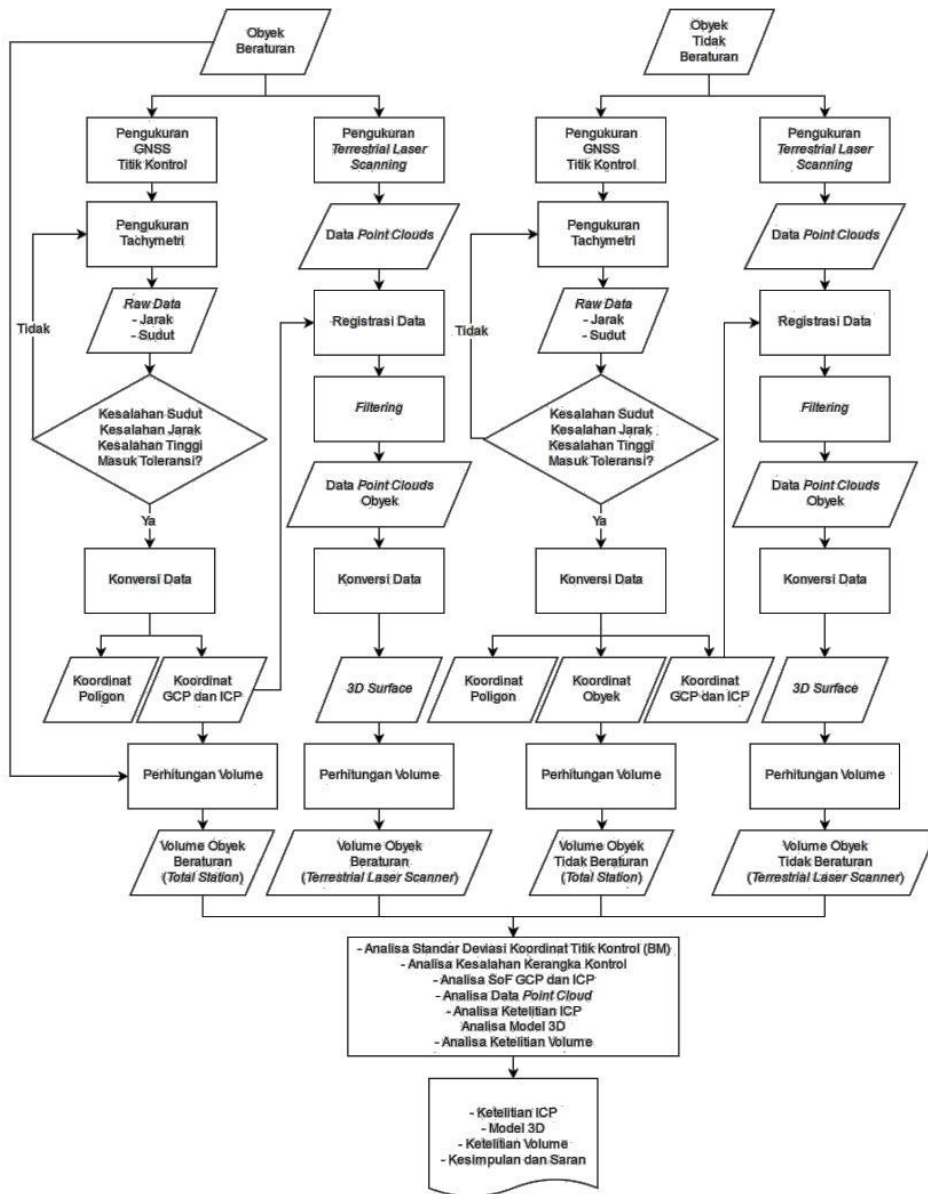 Obyek
Beraturan
Obyek
Tidak
Beraturan
Pengukuran
GNSS
Titik Kontrol
Pengukuran
Terrestrial Laser
Scanning
Pengukuran
GNSS
Titik Kontrol
Pengukuran
Terrestrial Laser
Scanning
Pengukuran
Tachymetri
Data Point Clouds
Pengukuran
Tachymetri
Data Point Clouds
Tidak
Raw Data
- Jarak
- Sudut
Registrasi Data
Tidak
Raw Data
- Jarak
- Sudut
Registrasi Data
Kesalahan Sudut
Kesalahan Jarak
Kesalahan Tinggi
Masuk Toleransi?
Filtering
Kesalahan Sudut
Kesalahan Jarak
Kesalahan Tinggi
Masuk Toleransi?
Filtering
Data Point Clouds
Obyek
Data Point Clouds
Obyek
Ya
Ya
Konversi Data
Konversi Data
Konversi Data
Konversi Data
Koordinat
Poligon
Koordinat
GCP dan ICP
3D Surface
Koordinat
Poligon
Koordinat
Obyek
Koordinat
GCP dan ICP
3D Surface
Perhitungan Volume
Perhitungan Volume
Perhitungan Volume
Perhitungan Volume
Volume Obyek
Beraturan
(Total Station)
Volume Obyek
Beraturan
(Terrestrial Laser Scanner)
Volume Obyek
Tidak Beraturan
(Total Station)
Volume Obyek
Tidak Beraturan
(Terrestrial Laser Scanner)
- Analisa Standar Deviasi Koordinat Titik Kontrol (BM)
- Analisa Kesalahan Kerangka Kontrol
- Analisa SoF GCP dan ICP
- Analisa Data Point Cloud
- Analisa Ketelitian ICP
Analisa Model 3D
- Analisa Ketelitian Volume
- Ketelitian ICP
- Model 3D
- Ketelitian Volume
- Kesimpulan dan Saran